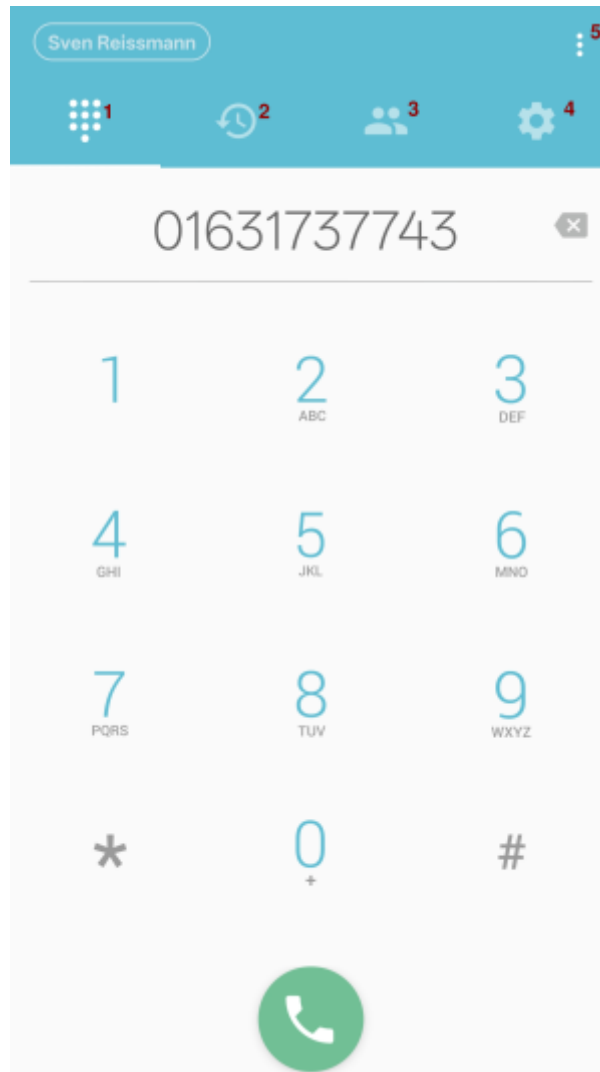 Sven Reissmann
5
1 2 3 4
01631737743
1 2 3
ABC DEF
4 5 6
GHI JKL MNO
7 8 9
PQRS TUV WXYZ
* 0 #
+